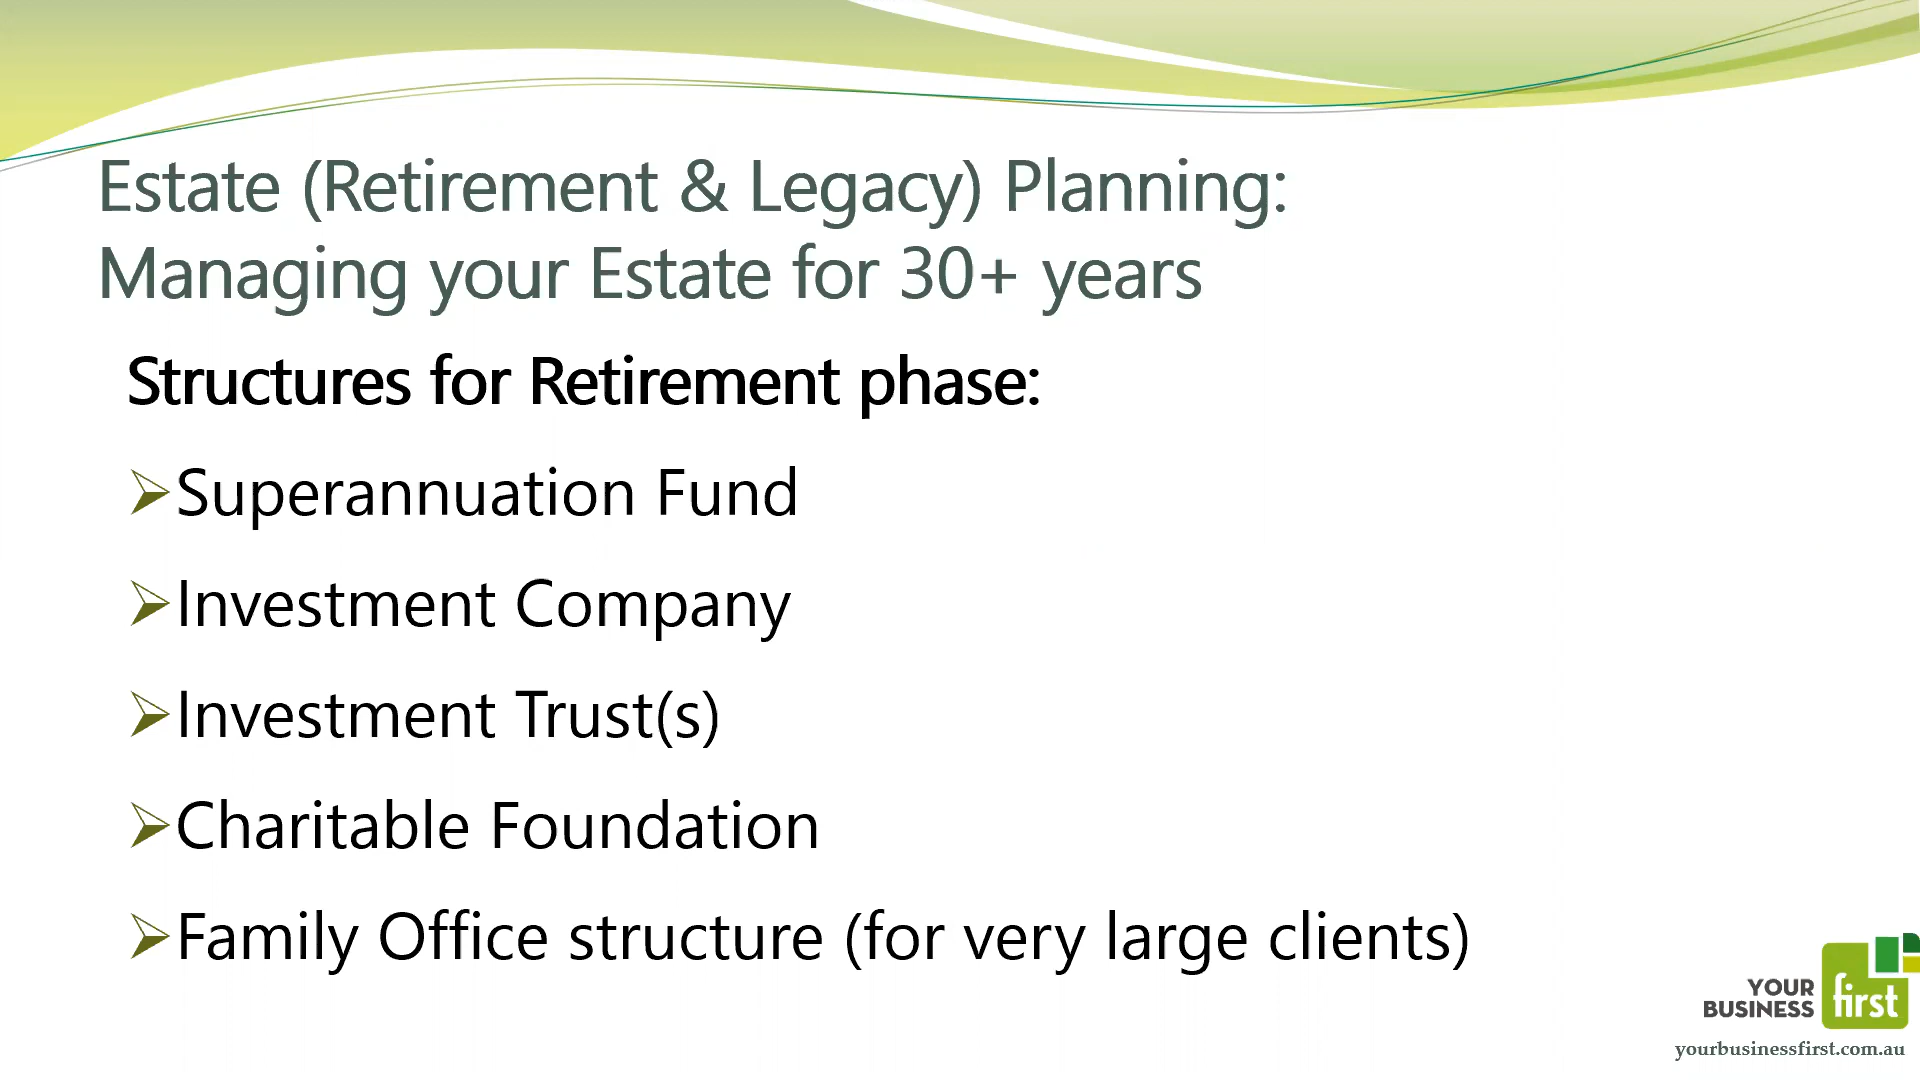 Estate (Retirement & Legacy) Planning:
Managing your Estate for 30+ years
Structures for Retirement phase:
Superannuation Fund
Investment Company
Investment Trust(s)
Charitable Foundation
Family Office structure (for very large clients)
YOUR
BUSINESS first
yourbusinessfirst.com.au